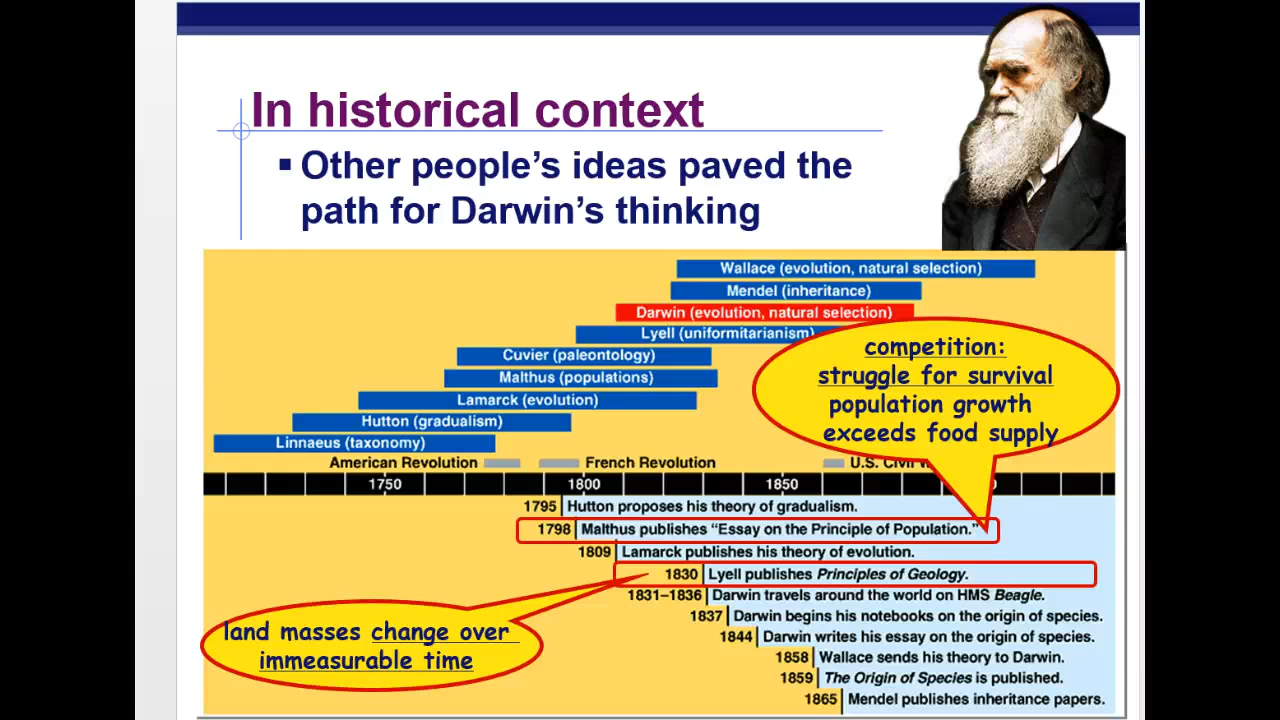 In historical context
▪ Other people's ideas paved the
path for Darwin's thinking
Wallace (evolution, natural selection)
Mendel (inheritance)
Darwin (evolution, natural selection)
Lyell (uniformitarianism)
Cuvier (paleontology)
Malthus (populations)
Lamarck (evolution)
Hutton (gradualism)
Linnaeus (taxonomy)
competition:
struggle for survival
population growth
exceeds food supply
American Revolution
French Revolution
U.S. Civil
1750 1800 1850
1795 Hutton proposes his theory of gradualism.
1798 Malthus publishes “Essay on the Principle of Population.”
1809 Lamarck publishes his theory of evolution.
1830 Lyell publishes Principles of Geology.
1831–1836 Darwin travels around the world on HMS Beagle.
1837 Darwin begins his notebooks on the origin of species.
1844 Darwin writes his essay on the origin of species.
1858 Wallace sends his theory to Darwin.
1859 The Origin of Species is published.
1865 Mendel publishes inheritance papers.
land masses change over
immeasurable time